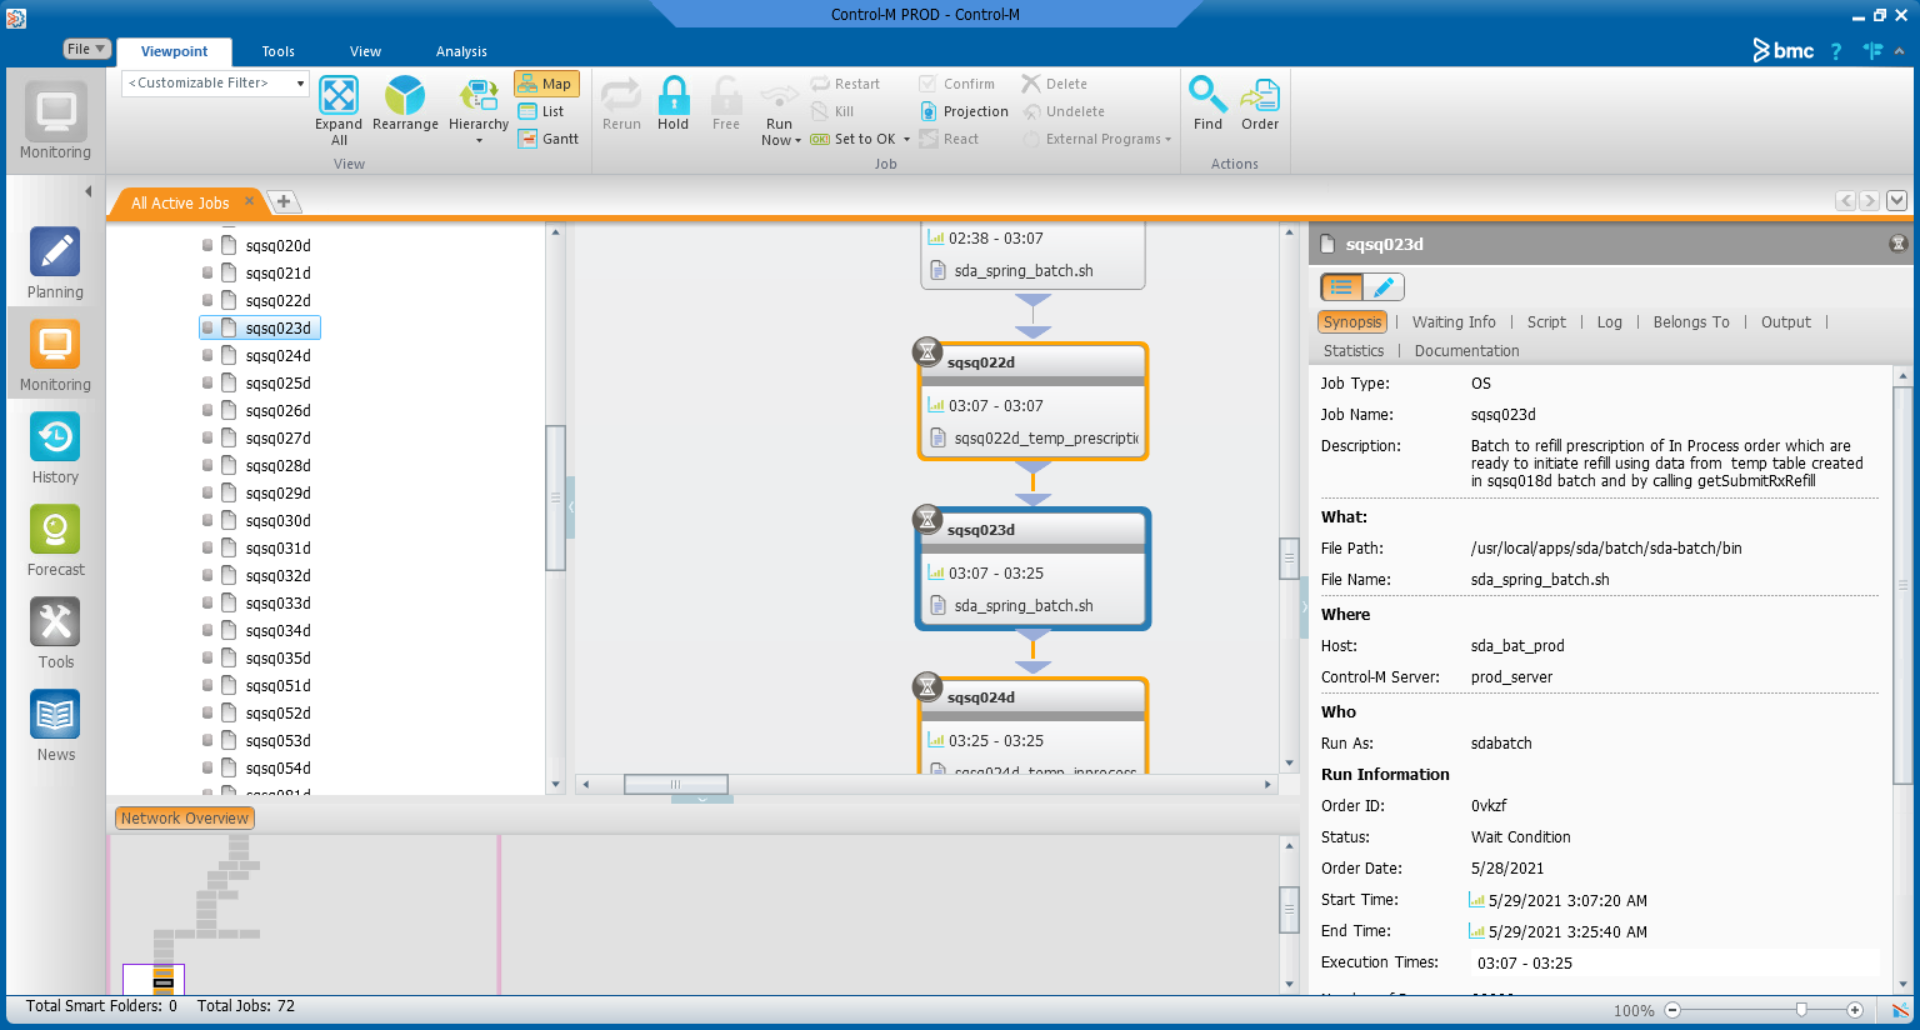 Control-M PROD - Control-M
File
Viewpoint
Tools
View
Analysis
bmc
?
Monitoring
<Customizable Filter>
Expand All
Rearrange
Hierarchy
Map
List
Gantt
View
Rerun
Hold
Free
Run Now
Restart
Kill
OK Set to OK
Confirm
Projection
React
Delete
Undelete
External Programs
Job
Find
Order
Actions
All Active Jobs
Planning
Monitoring
History
Forecast
Tools
News
sqsq020d
sqsq021d
sqsq022d
sqsq023d
sqsq024d
sqsq025d
sqsq026d
sqsq027d
sqsq028d
sqsq029d
sqsq030d
sqsq031d
sqsq032d
sqsq033d
sqsq034d
sqsq035d
sqsq051d
sqsq052d
sqsq053d
sqsq054d
sqsq081d
02:38 - 03:07
sda_spring_batch.sh
sqsq022d
03:07 - 03:07
sqsq022d_temp_prescripti
sqsq023d
03:07 - 03:25
sda_spring_batch.sh
sqsq024d
03:25 - 03:25
sqsq024d_temp_inprocess
Network Overview
sqsq023d
Synopsis | Waiting Info | Script | Log | Belongs To | Output |
Statistics | Documentation
Job Type: OS
Job Name: sqsq023d
Description: Batch to refill prescription of In Process order which are
ready to initiate refill using data from temp table created
in sqsq018d batch and by calling getSubmitRxRefill
What:
File Path: /usr/local/apps/sda/batch/sda-batch/bin
File Name: sda_spring_batch.sh
Where
Host: sda_bat_prod
Control-M Server: prod_server
Who
Run As: sdabatch
Run Information
Order ID: 0vkzf
Status: Wait Condition
Order Date: 5/28/2021
Start Time: 5/29/2021 3:07:20 AM
End Time: 5/29/2021 3:25:40 AM
Execution Times: 03:07 - 03:25
Total Smart Folders: 0 Total Jobs: 72
100%